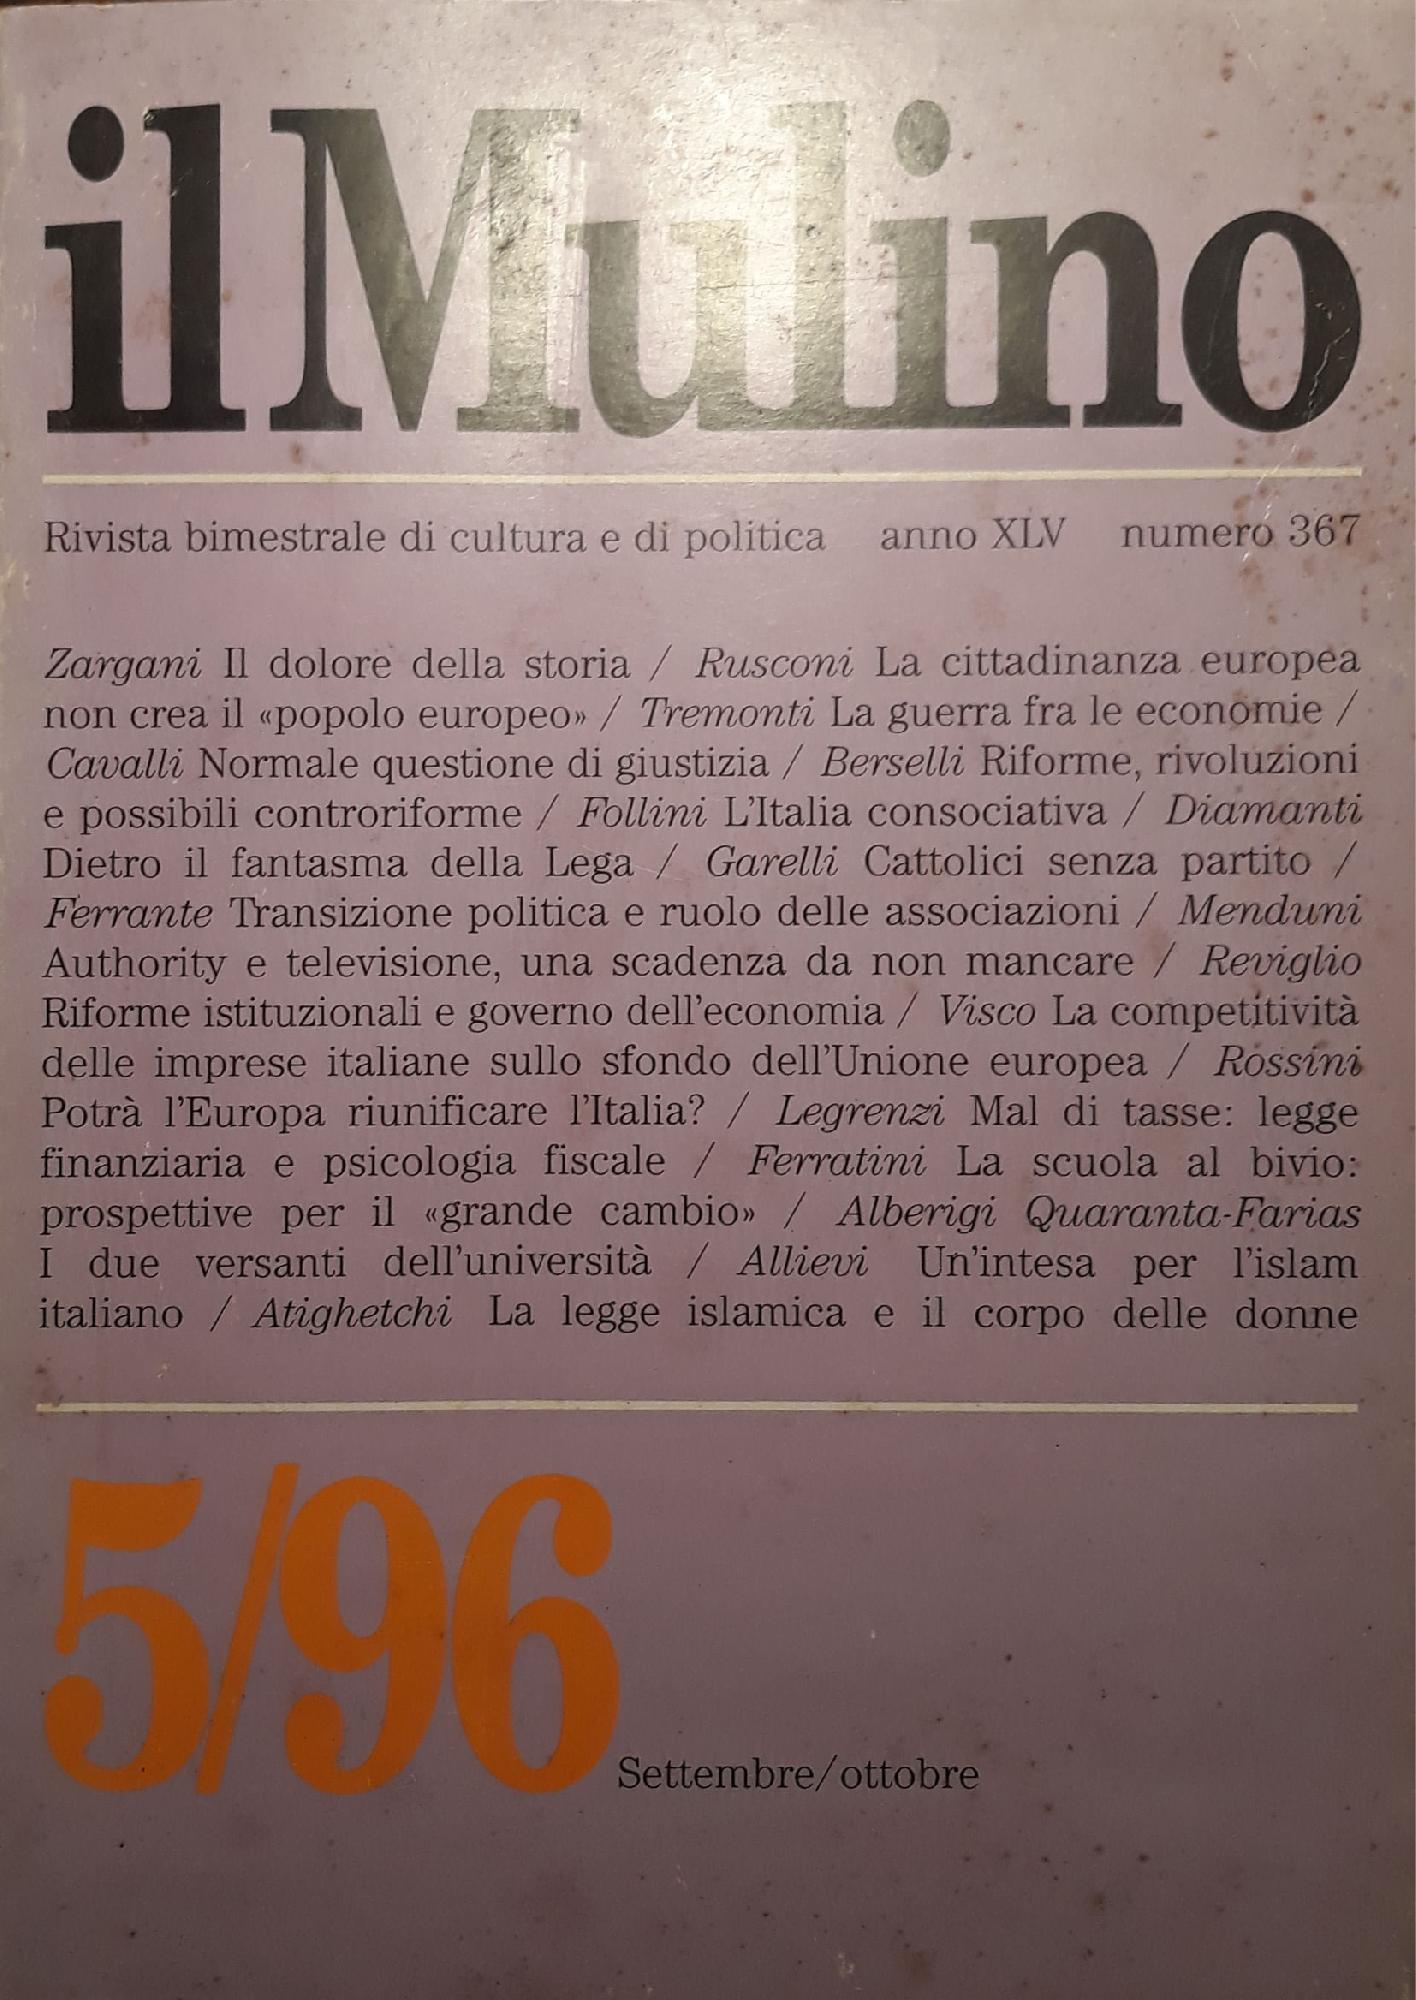 il Mulino
Rivista bimestrale di cultura e di politica anno XLV numero 367
Zargani Il dolore della storia / Rusconi La cittadinanza europea
non crea il «popolo europeo» / Tremonti La guerra fra le economie /
Cavalli Normale questione di giustizia / Berselli Riforme, rivoluzioni
e possibili controriforme / Follini L'Italia consociativa / Diamanti
Dietro il fantasma della Lega / Garelli Cattolici senza partito /
Ferrante Transizione politica e ruolo delle associazioni / Menduni
Authority e televisione, una scadenza da non mancare / Reviglio
Riforme istituzionali e governo dell'economia / Visco La competitività
delle imprese italiane sullo sfondo dell'Unione europea / Rossini
Potrà l'Europa riunificare l'Italia? / Legrenzi Mal di tasse: legge
finanziaria e psicologia fiscale / Ferratini La scuola al bivio:
prospettive per il «grande cambio» / Alberigi Quaranta-Farias
I due versanti dell'università / Allievi Un'intesa per l'islam
italiano / Atighetchi La legge islamica e il corpo delle donne
5/96 Settembre/ottobre